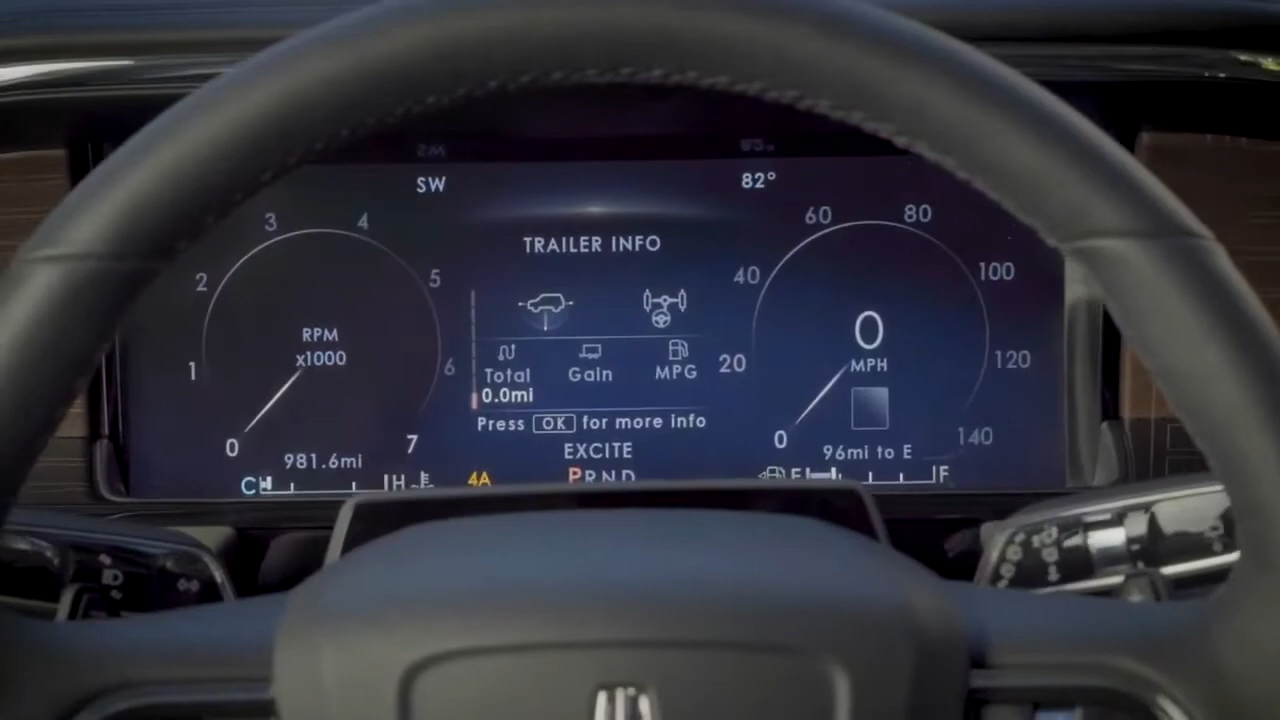 SW
82°
TRAILER INFO
3 4
2 5
RPM
x1000
1 6
0 7
981.6mi
C H
Total Gain MPG
0.0mi
Press OK for more info
EXCITE
4A
PRND
60 80
40 100
20 120
0 140
0
MPH
96mi to E
E F